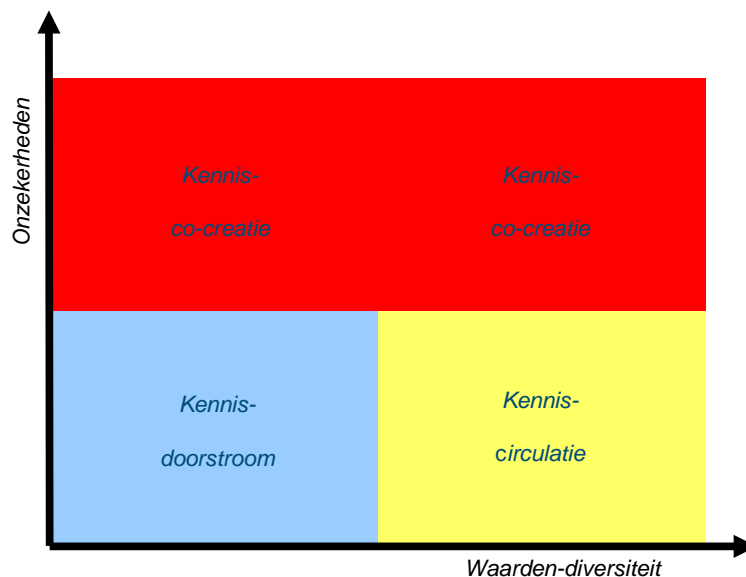 Onzekerheden
Kennis-
co-creatie
Kennis-
co-creatie
Kennis-
doorstroom
Kennis-
circulatie
Waarden-diversiteit